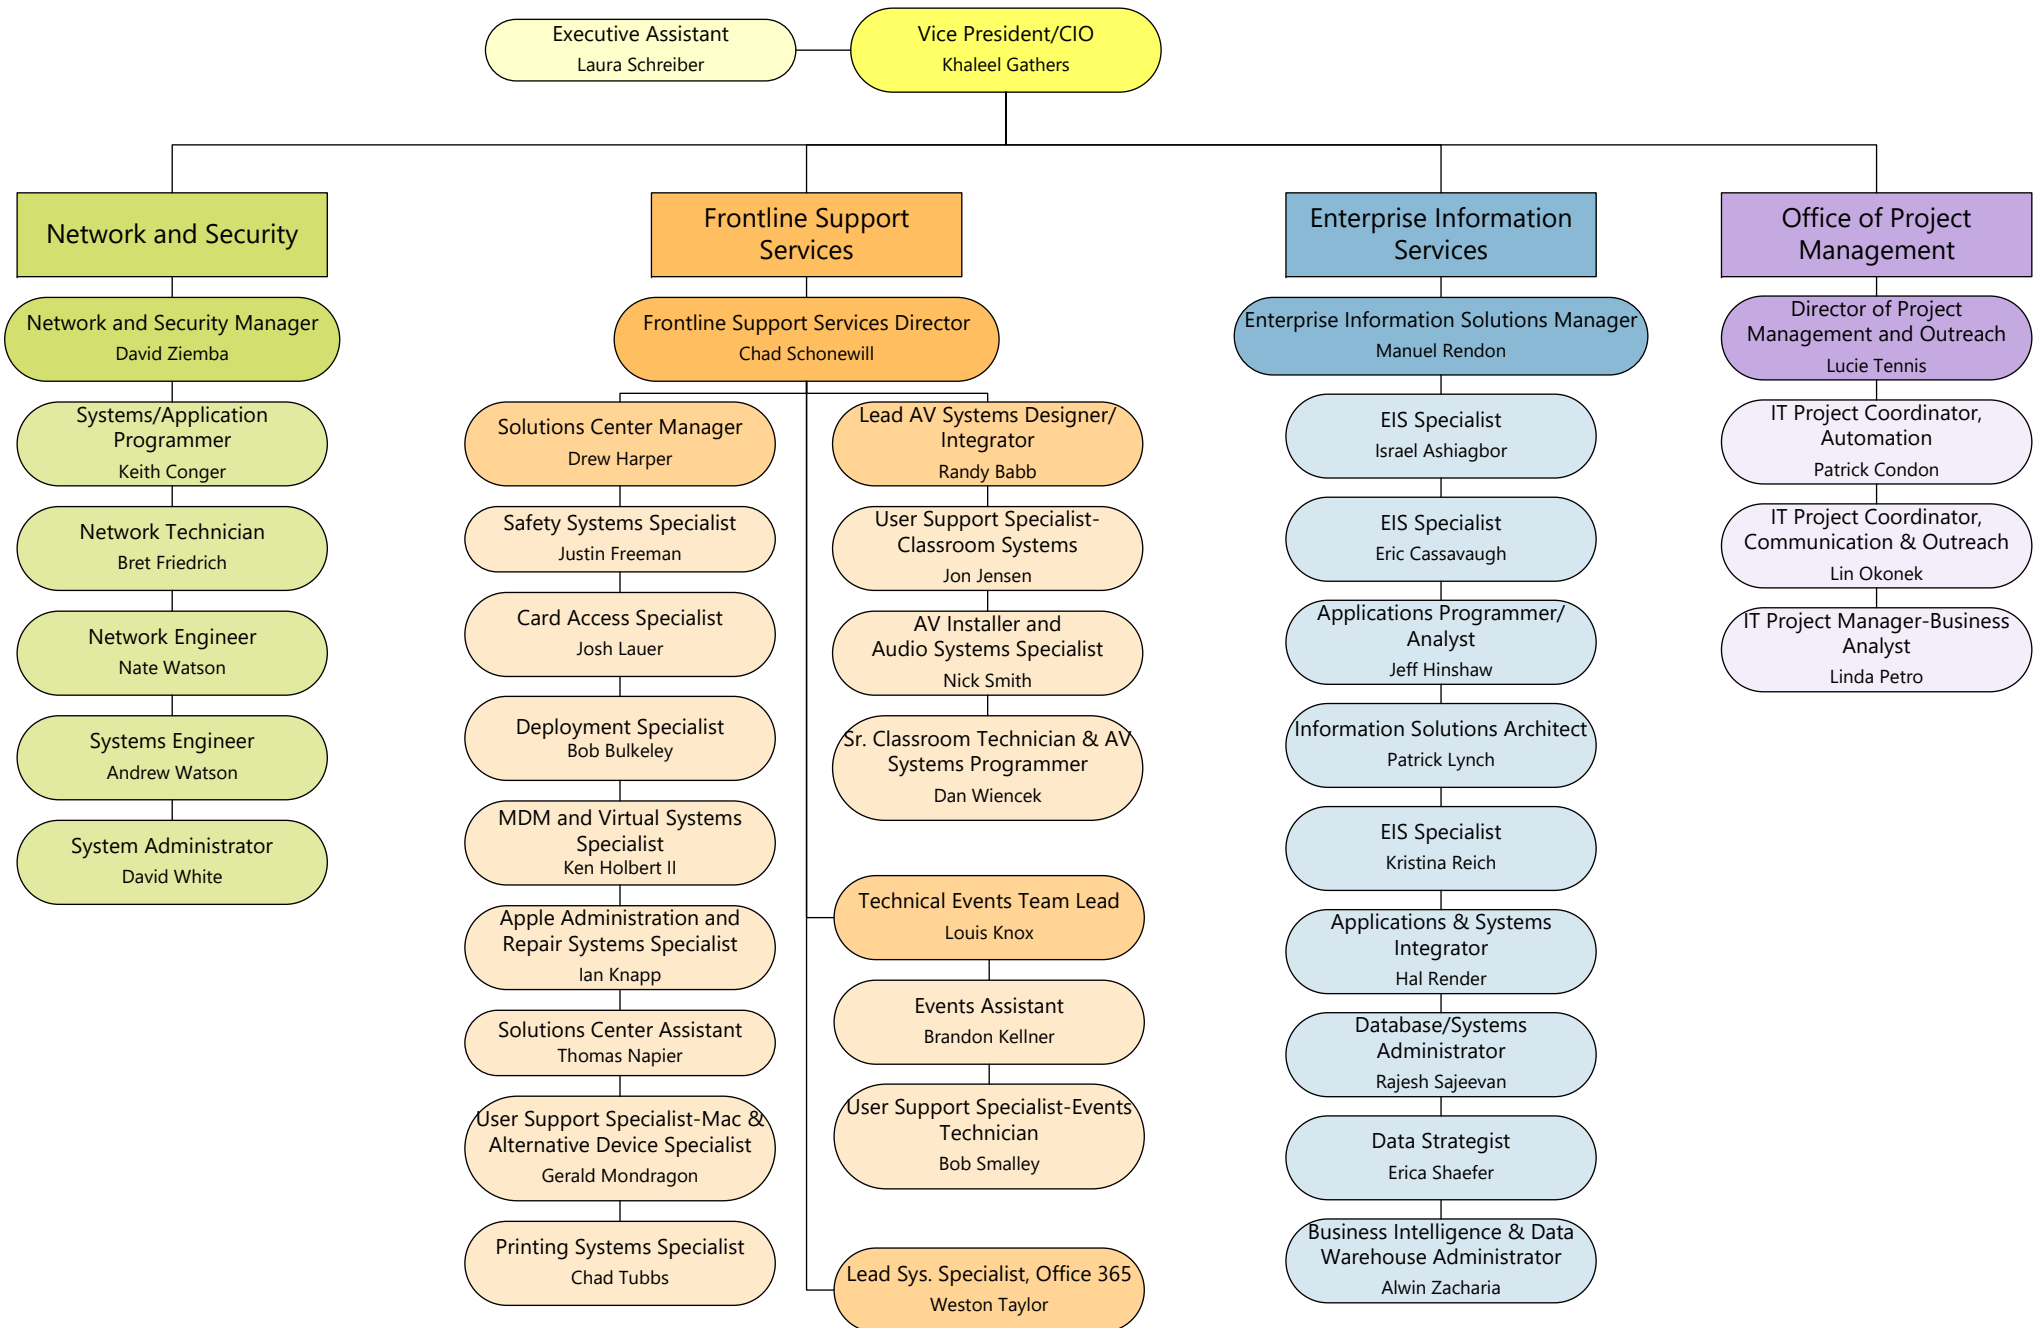 Executive Assistant
Laura Schreiber
Vice President/CIO
Khaleel Gathers
Network and Security
Network and Security Manager
David Ziemba
Systems/Application
Programmer
Keith Conger
Network Technician
Bret Friedrich
Network Engineer
Nate Watson
Systems Engineer
Andrew Watson
System Administrator
David White
Frontline Support
Services
Frontline Support Services Director
Chad Schonewill
Solutions Center Manager
Drew Harper
Safety Systems Specialist
Justin Freeman
Card Access Specialist
Josh Lauer
Deployment Specialist
Bob Bulkeley
MDM and Virtual Systems
Specialist
Ken Holbert II
Apple Administration and
Repair Systems Specialist
Ian Knapp
Solutions Center Assistant
Thomas Napier
User Support Specialist-Mac &
Alternative Device Specialist
Gerald Mondragon
Printing Systems Specialist
Chad Tubbs
Lead AV Systems Designer/
Integrator
Randy Babb
User Support Specialist-
Classroom Systems
Jon Jensen
AV Installer and
Audio Systems Specialist
Nick Smith
Sr. Classroom Technician & AV
Systems Programmer
Dan Wiencek
Technical Events Team Lead
Louis Knox
Events Assistant
Brandon Kellner
User Support Specialist-Events
Technician
Bob Smalley
Lead Sys. Specialist, Office 365
Weston Taylor
Enterprise Information
Services
Enterprise Information Solutions Manager
Manuel Rendon
EIS Specialist
Israel Ashiagbor
EIS Specialist
Eric Cassavaugh
Applications Programmer/
Analyst
Jeff Hinshaw
Information Solutions Architect
Patrick Lynch
EIS Specialist
Kristina Reich
Applications & Systems
Integrator
Hal Render
Database/Systems
Administrator
Rajesh Sajeevan
Data Strategist
Erica Shaefer
Business Intelligence & Data
Warehouse Administrator
Alwin Zacharia
Office of Project
Management
Director of Project
Management and Outreach
Lucie Tennis
IT Project Coordinator,
Automation
Patrick Condon
IT Project Coordinator,
Communication & Outreach
Lin Okonek
IT Project Manager-Business
Analyst
Linda Petro